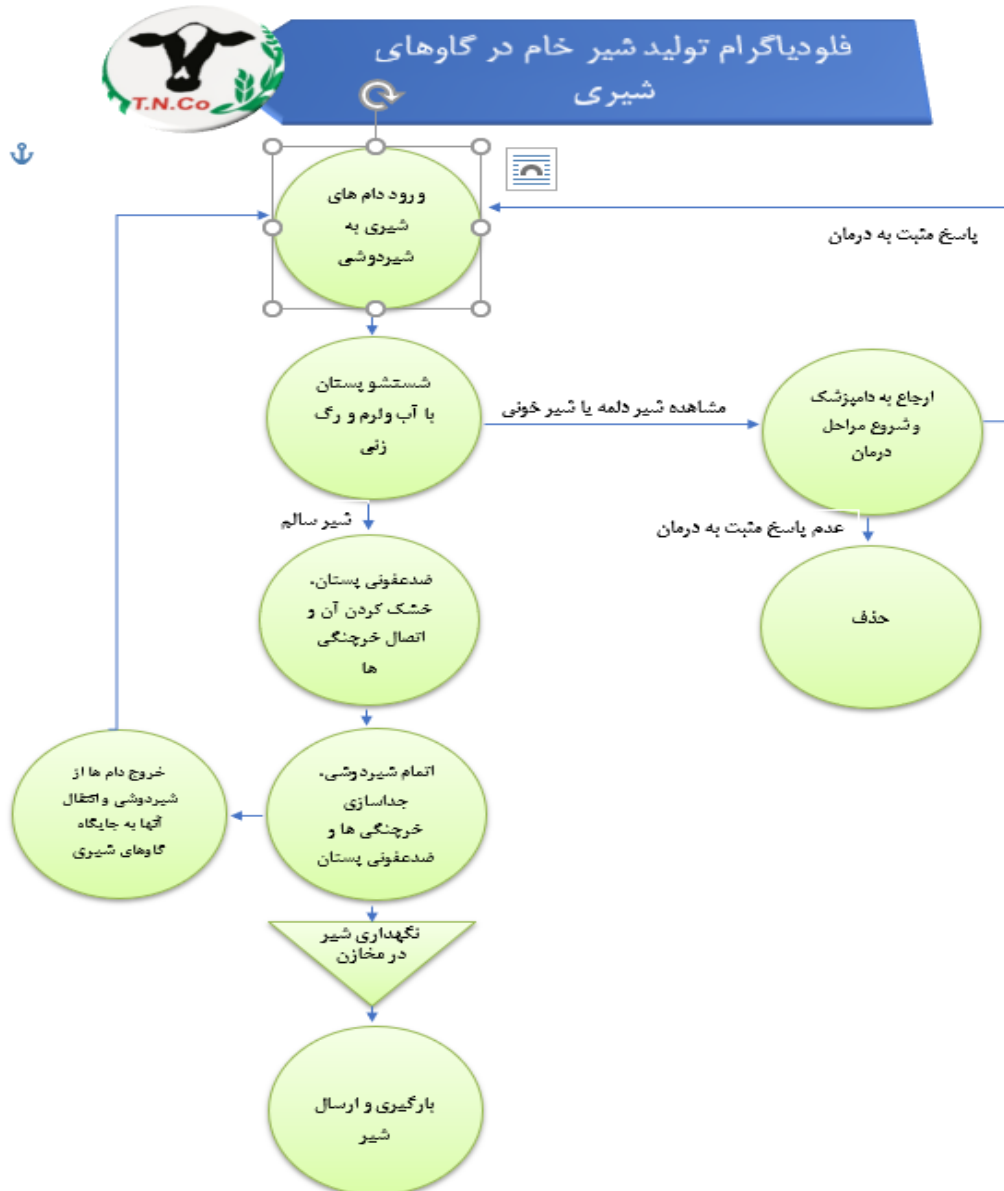 فلودیاگرام تولید شیر خام در گاوهای
شیری
T.N.Co
ورود دام های
شیری به
شیردوشی
پاسخ مثبت به درمان
شستشو پستان
با آب ولرم و رگ
زنی
مشاهده شیر دلمه یا شیر خونی
ارجاع به دامپزشک
و شروع مراحل
درمان
شیر سالم
عدم پاسخ مثبت به درمان
ضدعفونی پستان،
خشک کردن آن و
اتصال خرچنگی
ها
حذف
اتمام شیردوشی،
جداسازی
خرچنگی ها و
ضدعفونی پستان
خروج دام ها از
شیردوشی و انتقال
آنها به جایگاه
گاوهای شیری
نگهداری شیر
در مخازن
بارگیری و ارسال
شیر